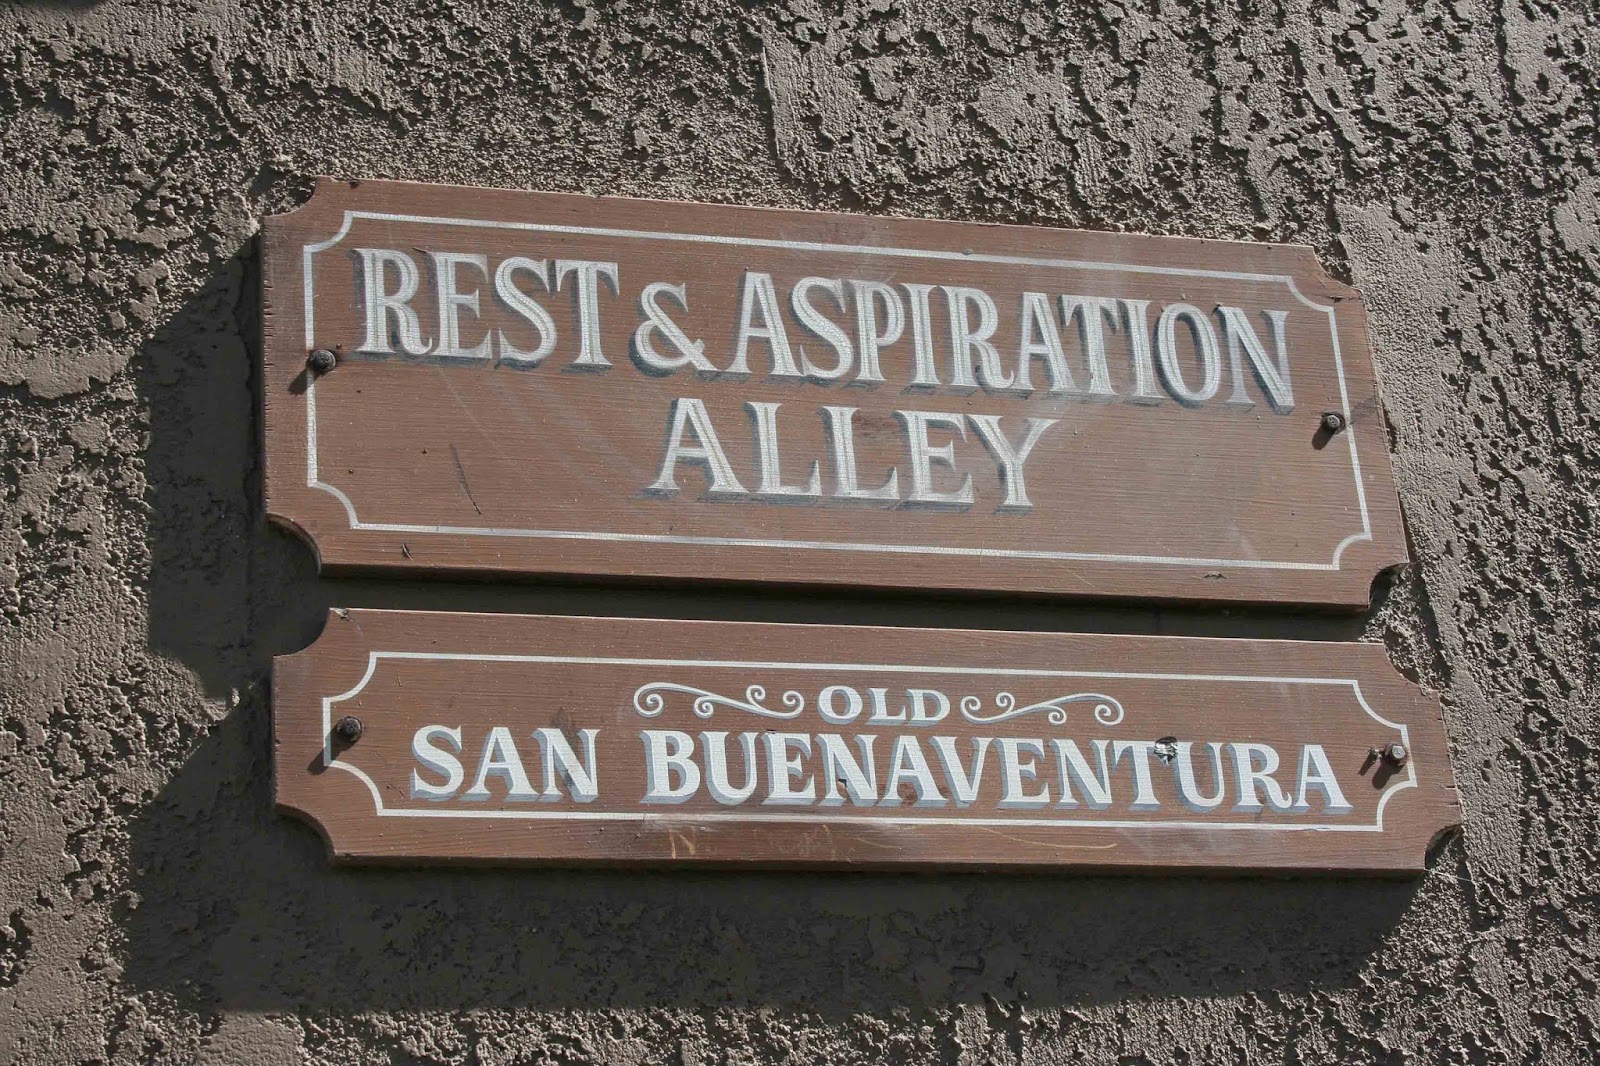 REST & ASPIRATION
ALLEY
OLD
SAN BUENAVENTURA